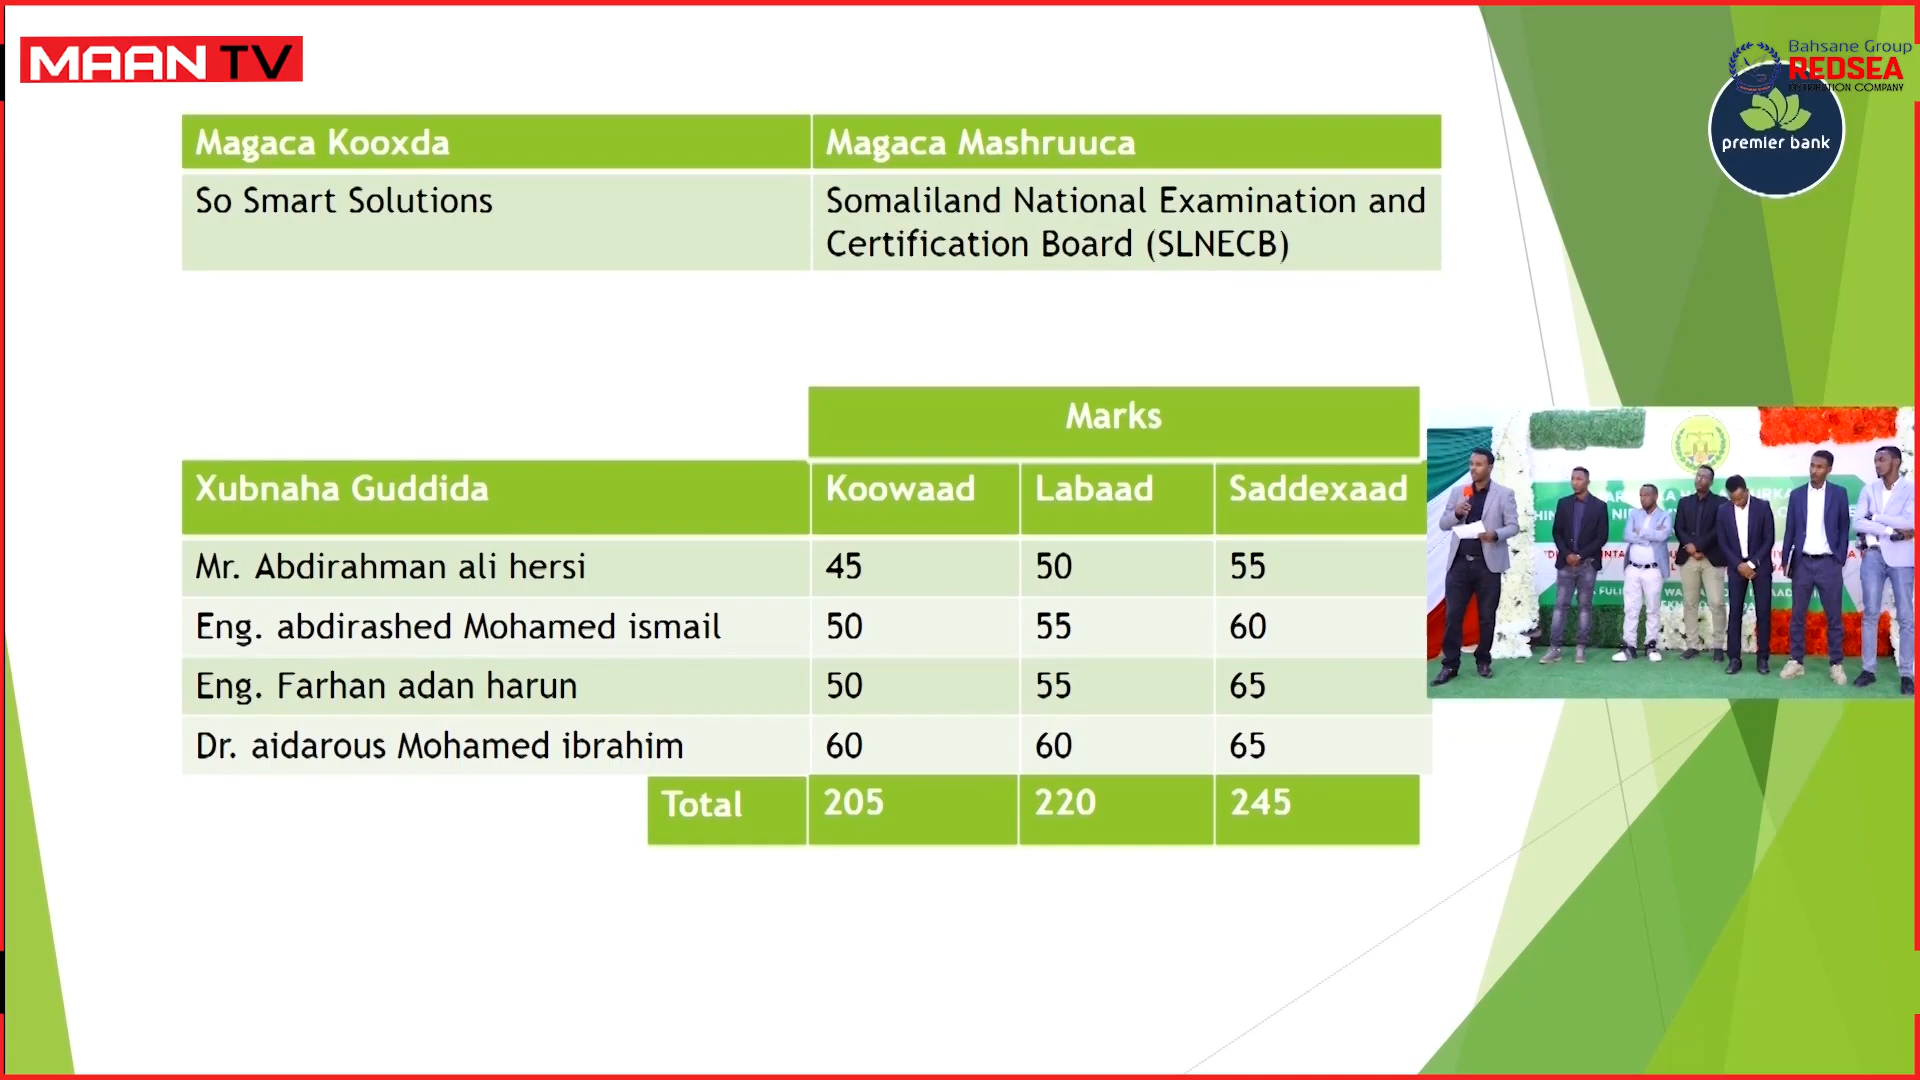 MAAN TV
Bahsane Group
REDSEA
DISTRIBUTION COMPANY
premier bank
Magaca Kooxda
Magaca Mashruuca
So Smart Solutions
Somaliland National Examination and
Certification Board (SLNECB)
Marks
Xubnaha Guddida
Koowaad
Labaad
Saddexaad
Mr. Abdirahman ali hersi
45
50
55
Eng. abdirashed Mohamed ismail
50
55
60
Eng. Farhan adan harun
50
55
65
Dr. aidarous Mohamed ibrahim
60
60
65
Total
205
220
245